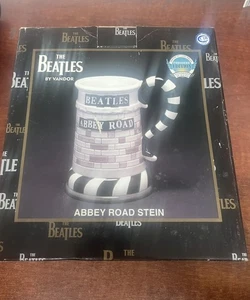 THE
BEATLES
BY VANDOR
BEATLES
ABBEY ROAD
ABBEY ROAD STEIN